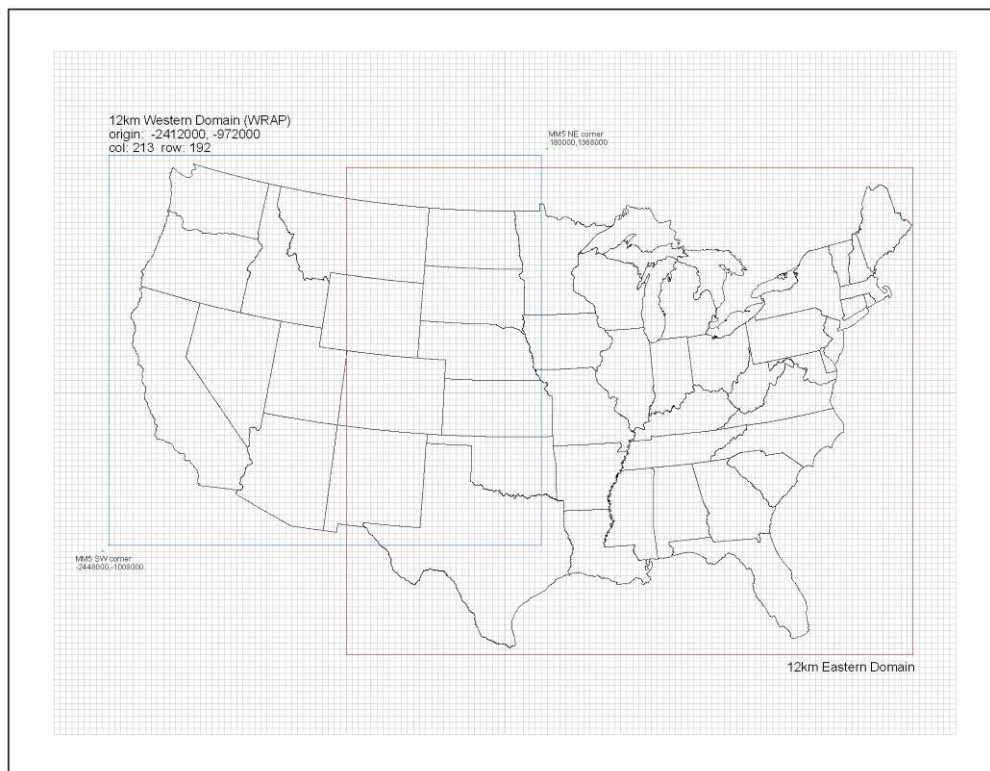 12km Western Domain (WRAP)
origin: -2412000, -972000
col: 213 row: 192
MM5 NE corner
180000,1368000
MM5 SW corner
-2448000,-1008000
12km Eastern Domain